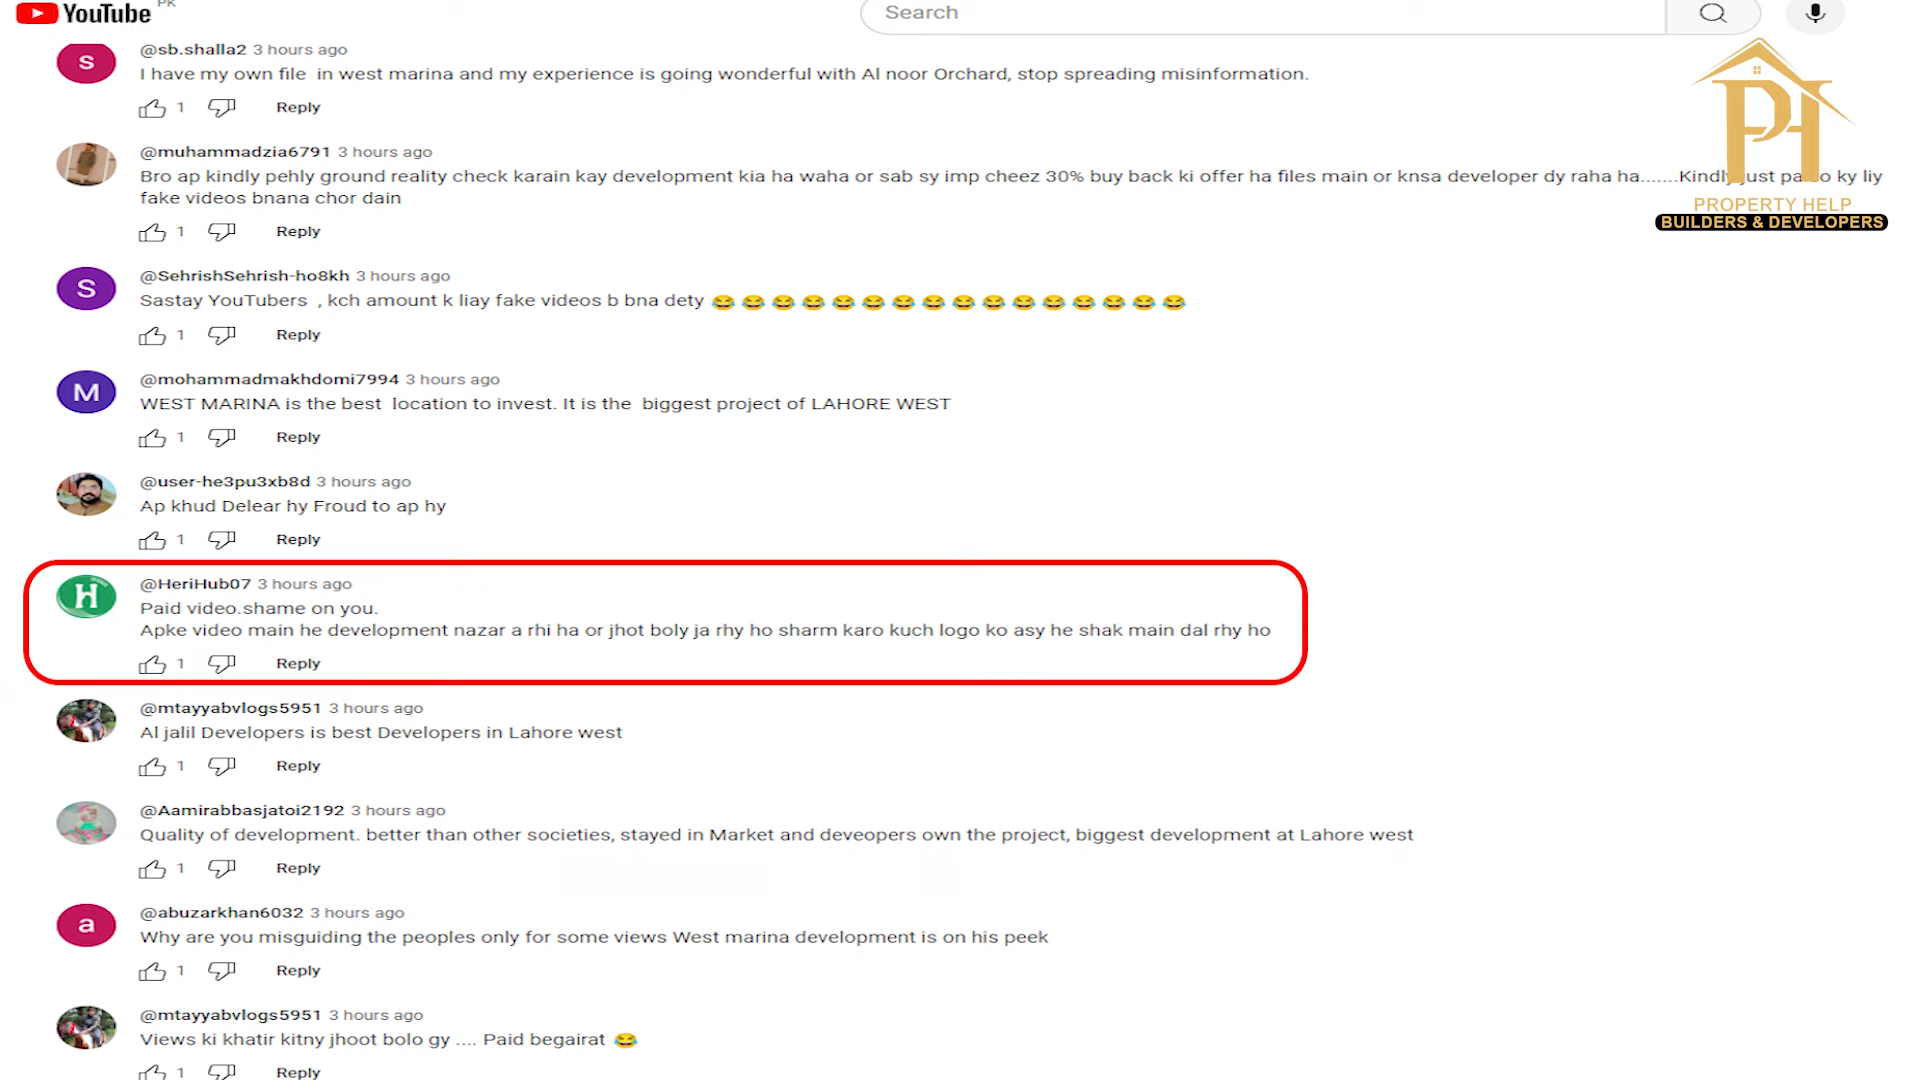 YouTube PK
Search
S
@sb.shalla2 3 hours ago
I have my own file in west marina and my experience is going wonderful with Al noor Orchard, stop spreading misinformation.
1 Reply
@muhammadzia6791 3 hours ago
Bro ap kindly pehly ground reality check karain kay development kia ha waha or sab sy imp cheez 30% buy back ki offer ha files main or knsa developer dy raha ha.......Kindly just ky liy
fake videos bnana chor dain
1 Reply
PH
PROPERTY HELP
BUILDERS & DEVELOPERS
S
@SehrishSehrish-ho8kh 3 hours ago
Sastay YouTubers , kch amount k liay fake videos b bna dety 😂😂😂😂😂😂😂😂😂😂😂😂😂😂😂😂
1 Reply
M
@mohammadmakhdomi7994 3 hours ago
WEST MARINA is the best location to invest. It is the biggest project of LAHORE WEST
1 Reply
@user-he3pu3xb8d 3 hours ago
Ap khud Delear hy Froud to ap hy
1 Reply
H
@HeriHub07 3 hours ago
Paid video.shame on you.
Apke video main he development nazar a rhi ha or jhot boly ja rhy ho sharm karo kuch logo ko asy he shak main dal rhy ho
1 Reply
@mtayyabvlogs5951 3 hours ago
Al jalil Developers is best Developers in Lahore west
1 Reply
@Aamirabbasjatoi2192 3 hours ago
Quality of development. better than other societies, stayed in Market and deveopers own the project, biggest development at Lahore west
1 Reply
a
@abuzarkhan6032 3 hours ago
Why are you misguiding the peoples only for some views West marina development is on his peek
1 Reply
@mtayyabvlogs5951 3 hours ago
Views ki khatir kitny jhoot bolo gy .... Paid begairat 😂
1 Reply